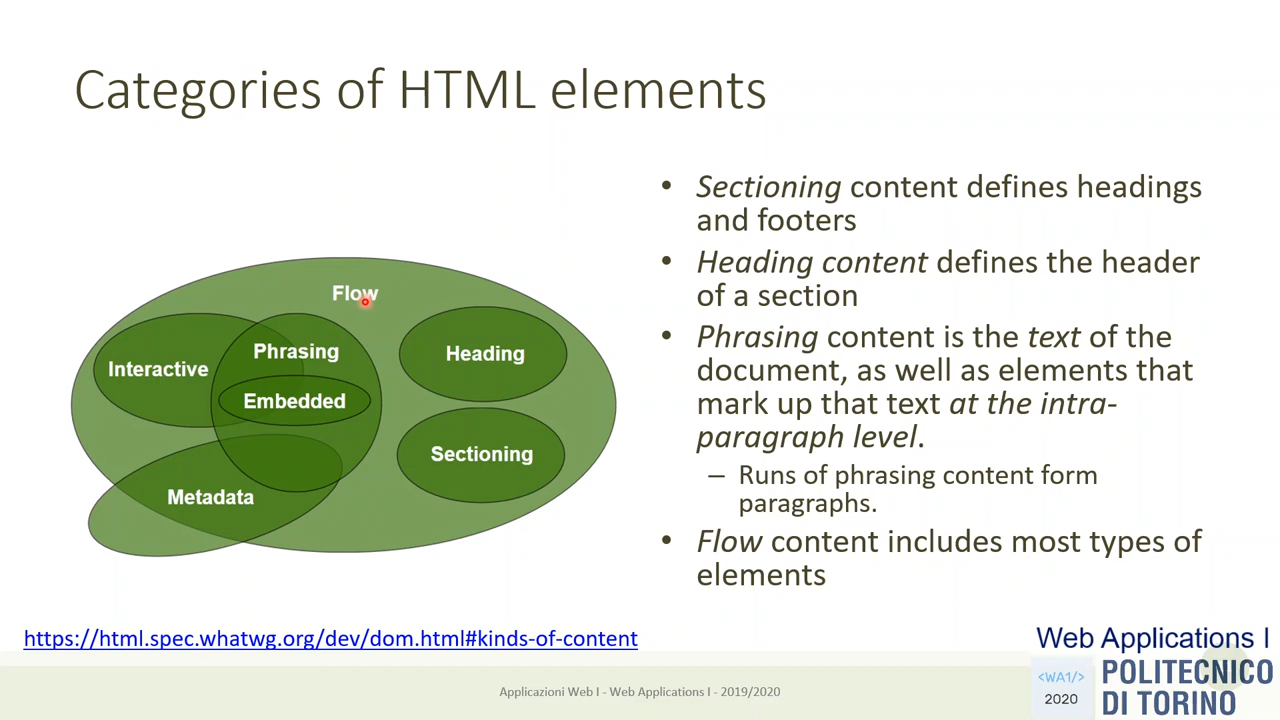 Categories of HTML elements
Flow
Interactive
Phrasing
Embedded
Heading
Sectioning
Metadata
• Sectioning content defines headings
and footers
• Heading content defines the header
of a section
• Phrasing content is the text of the
document, as well as elements that
mark up that text at the intra-
paragraph level.
– Runs of phrasing content form
paragraphs.
• Flow content includes most types of
elements
https://html.spec.whatwg.org/dev/dom.html#kinds-of-content
Applicazioni Web I - Web Applications I - 2019/2020
Web Applications I
<WA1/>
2020
POLITECNICO
DI TORINO